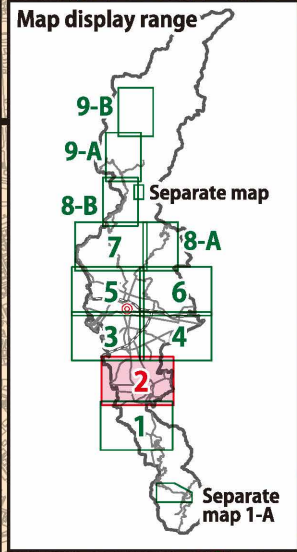 Map display range
9-B
9-A
Separate map
8-B
7
8-A
5
6
3
4
2
1
Separate
map 1-A